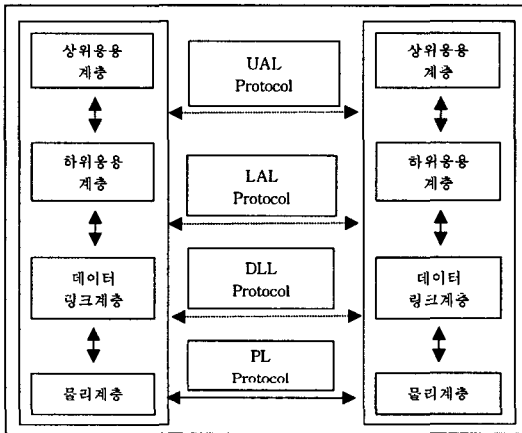 상위응용
계층
UAL
Protocol
상위응용
계층
하위응용
계층
LAL
Protocol
하위응용
계층
데이터
링크계층
DLL
Protocol
데이터
링크계층
물리계층
PL
Protocol
물리계층